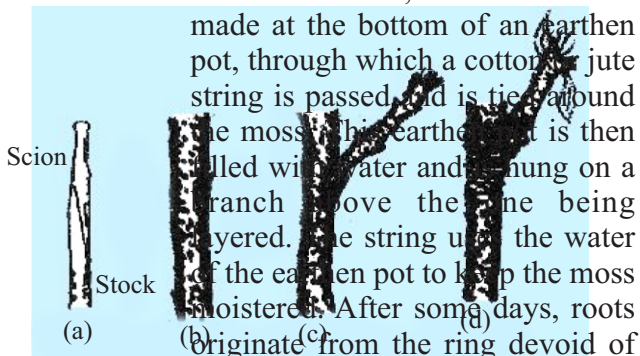 made at the bottom of an earthen
pot, through which a cotton jute
string is passed and is tied around
the moss. This earthen is then
filled with water and hung on a
branch above the one being
layered. The string uses the water
of the earthen pot to keep the moss
moistered. After some days, roots
originate from the ring devoid of
Scion
Stock
(a)
(b)
(c)
(d)